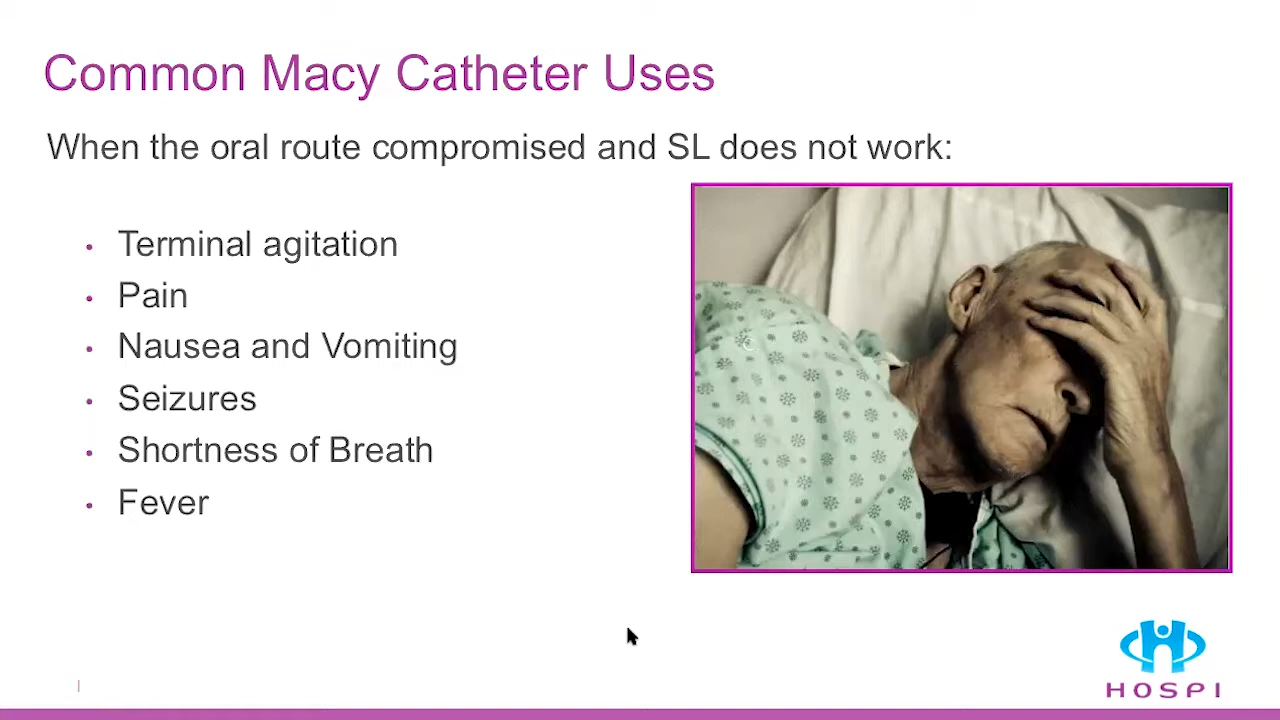 Common Macy Catheter Uses
When the oral route compromised and SL does not work:
• Terminal agitation
• Pain
• Nausea and Vomiting
• Seizures
• Shortness of Breath
• Fever
HOSPI